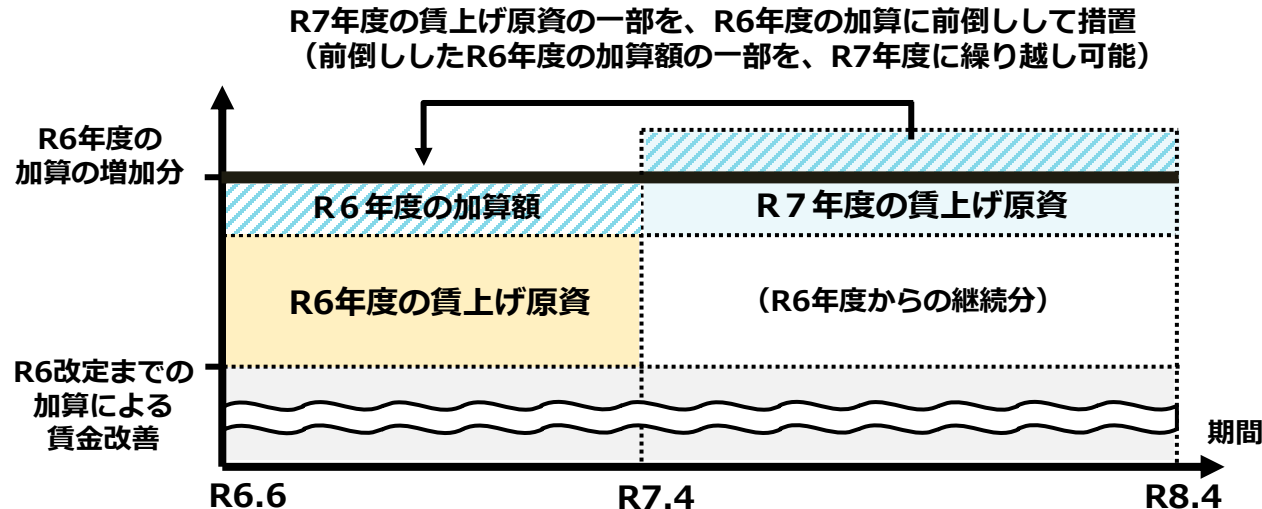 R7年度の賃上げ原資の一部を、R6年度の加算に前倒しして措置
（前倒ししたR6年度の加算額の一部を、R7年度に繰り越し可能）
R6年度の
加算の増加分
R６年度の加算額
R７年度の賃上げ原資
R6年度の賃上げ原資
（R6年度からの継続分）
R6改定までの
加算による
賃金改善
期間
R6.6
R7.4
R8.4